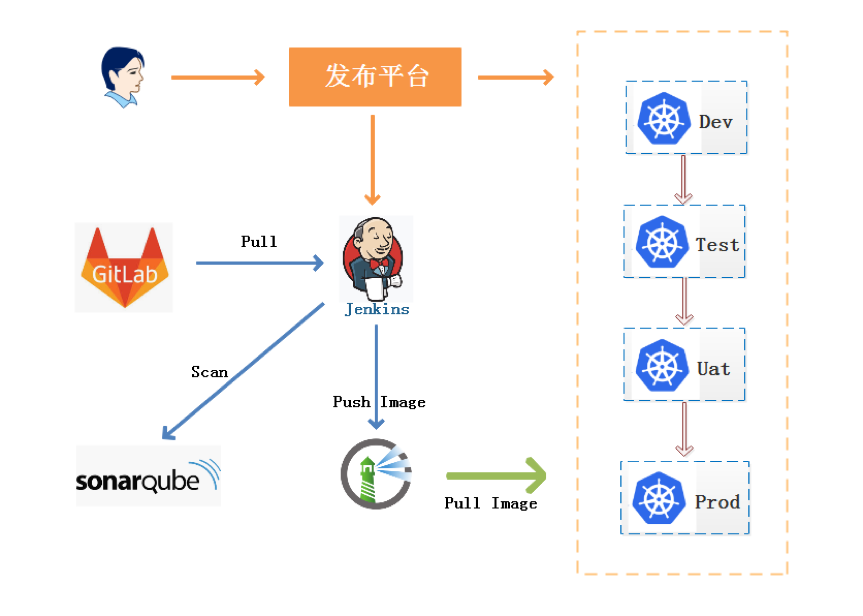 发布平台
Dev
Pull
GitLab
Test
Jenkins
Scan
Uat
Push Image
sonarqube
Pull Image
Prod